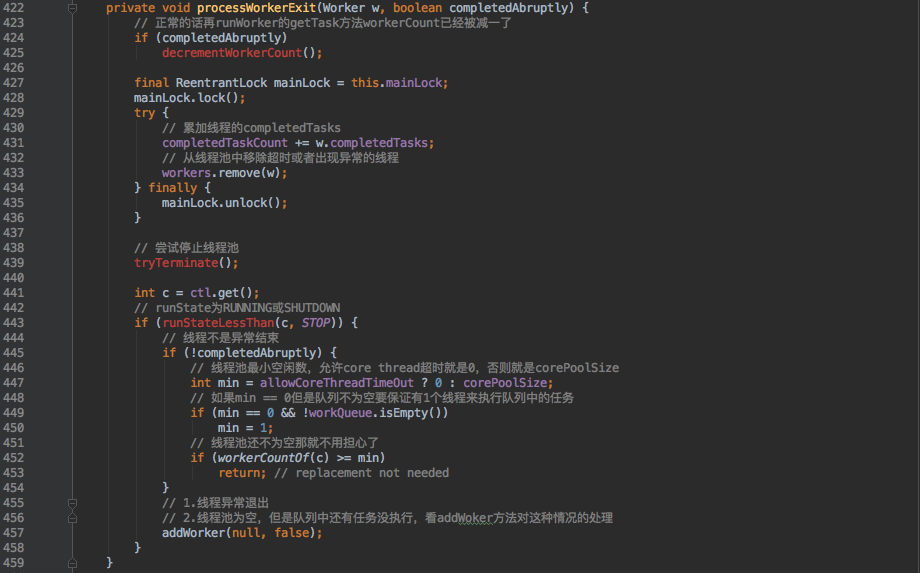 422 private void processWorkerExit(Worker w, boolean completedAbruptly) {
423 // 正常的话再runWorker的getTask方法workerCount已经被减一了
424 if (completedAbruptly)
425 decrementWorkerCount();
426
427 final ReentrantLock mainLock = this.mainLock;
428 mainLock.lock();
429 try {
430 // 累加线程的completedTasks
431 completedTaskCount += w.completedTasks;
432 // 从线程池中移除超时或者出现异常的线程
433 workers.remove(w);
434 } finally {
435 mainLock.unlock();
436 }
437
438 // 尝试停止线程池
439 tryTerminate();
440
441 int c = ctl.get();
442 // runState为RUNNING或SHUTDOWN
443 if (runStateLessThan(c, STOP)) {
444 // 线程不是异常结束
445 if (!completedAbruptly) {
446 // 线程池最小空闲数，允许core thread超时就是0，否则就是corePoolSize
447 int min = allowCoreThreadTimeOut ? 0 : corePoolSize;
448 // 如果min == 0但是队列不为空要保证有1个线程来执行队列中的任务
449 if (min == 0 && !workQueue.isEmpty())
450 min = 1;
451 // 线程池还不为空那就不用担心了
452 if (workerCountOf(c) >= min)
453 return; // replacement not needed
454 }
455 // 1.线程异常退出
456 // 2.线程池为空，但是队列中还有任务没执行，看addWoker方法对这种情况的处理
457 addWorker(null, false);
458 }
459 }